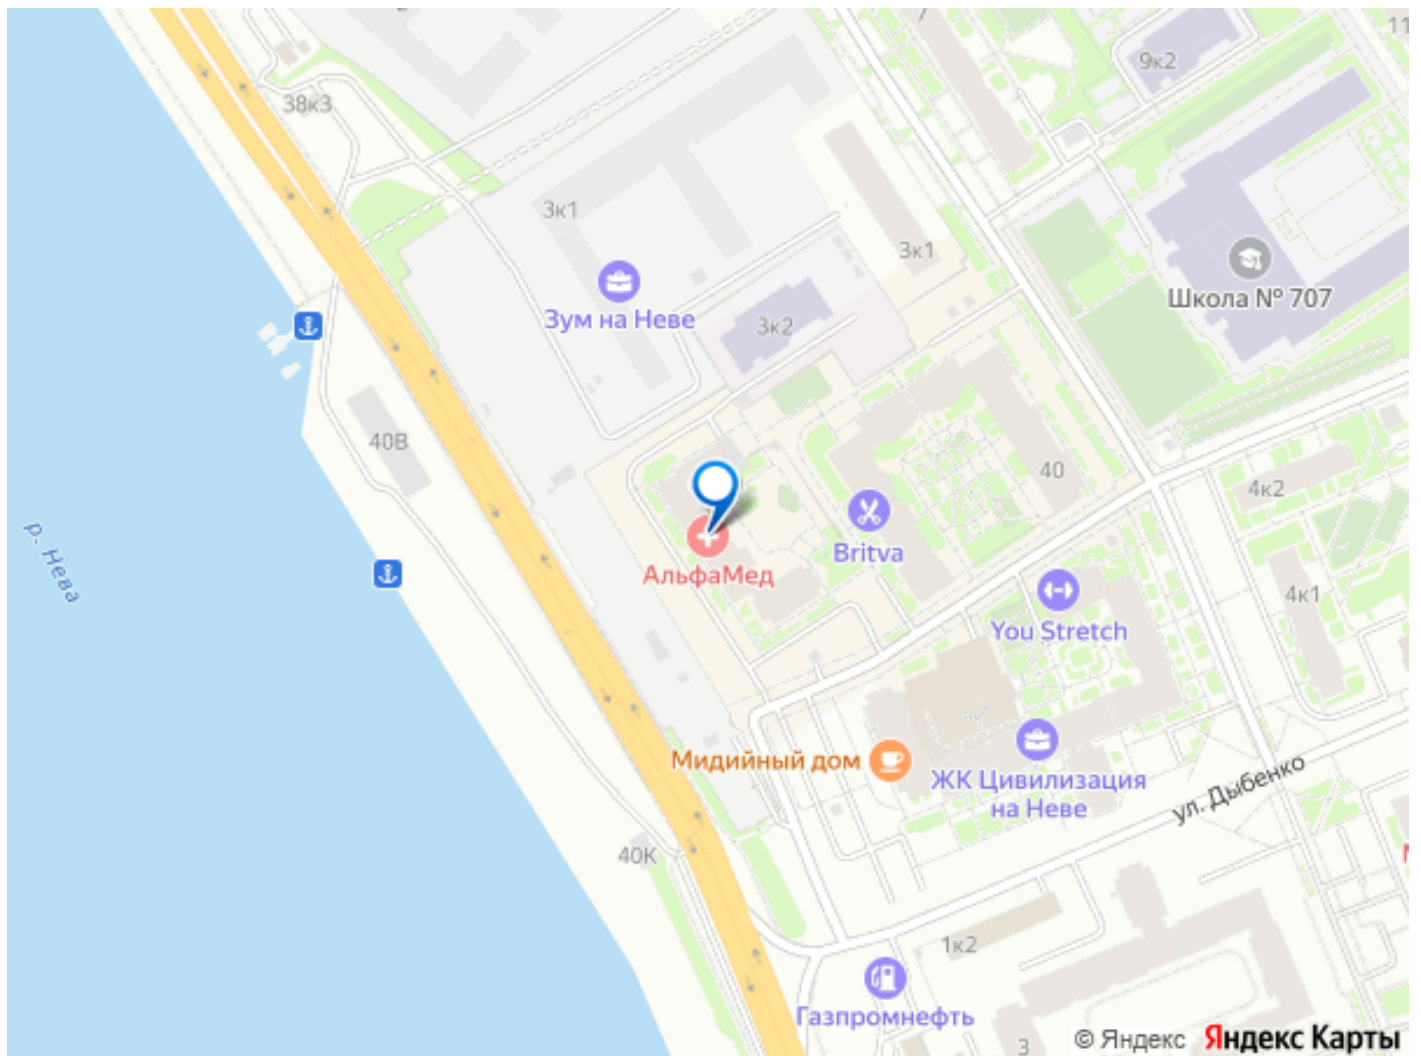 11
9к2
38к3
3к1
3к1
Школа № 707
Зум на Неве
3к2
40В
40
4к2
Britva
АльфаМед
р. Нева
4к1
You Stretch
Мидийный дом
ЖК Цивилизация
на Неве
ул. Дыбенко
40К
1к2
Газпромнефть
3
© Яндекс Яндекс Карты